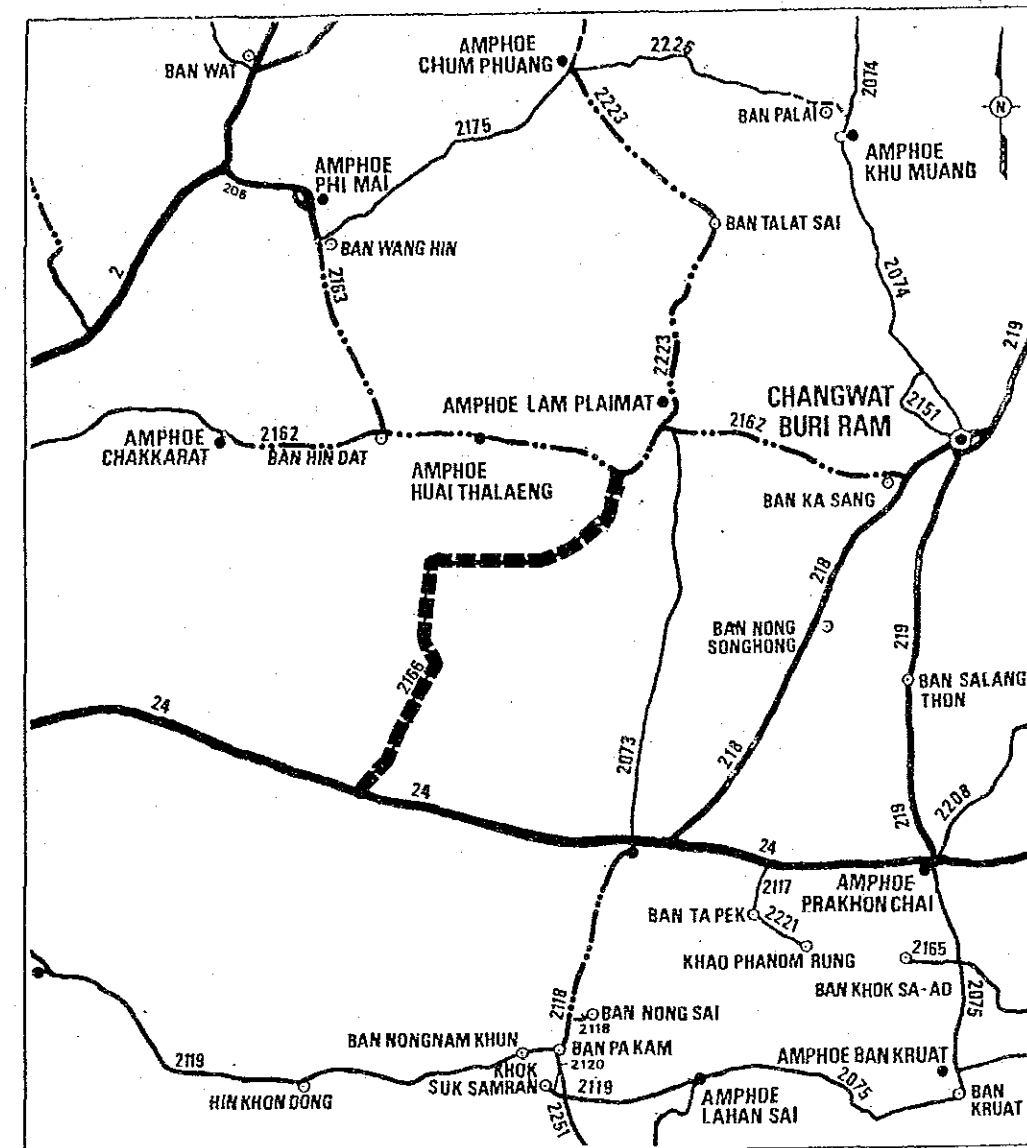 AMPHOE
CHUM PHUANG
2226
2074
BAN WAT
2223
BAN PALAI
N
2175
AMPHOE
KHU MUANG
AMPHOE
PHI MAI
208
BAN TALAT SAI
BAN WANG HIN
2
2163
2074
219
2223
CHANGWAT
BURI RAM
2151
AMPHOE LAM PLAIMAT
2162
AMPHOE
CHAKKARAT
2162
BAN HIN DAT
AMPHOE
HUAI THALAENG
BAN KA SANG
218
BAN NONG
SONGHONG
219
2166
BAN SALANG
THON
24
2073
218
24
219
2208
24
2117
AMPHOE
PRAKHON CHAI
BAN TA PEK
2221
KHAO PHANOM RUNG
2165
BAN KHOK SA-AD
2075
2118
BAN NONG SAI
2118
BAN NONGNAM KHUN
BAN PA KAM
AMPHOE BAN KRUAT
2119
KHOK
SUK SAMRAN
2120
2119
2075
HIN KHON DONG
AMPHOE
LAHAN SAI
BAN
KRUAT
2251